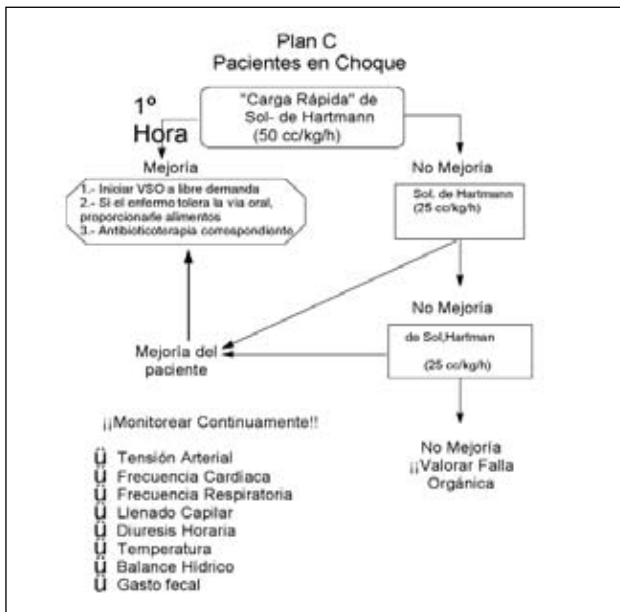 Plan C
Pacientes en Choque
1º
Hora
"Carga Rápida" de
Sol- de Hartmann
(50 cc/kg/h)
Mejoría
1.- Iniciar VSO a libre demanda
2.- Si el enfermo tolera la via oral,
proporcionarle alimentos
3.- Antibioticoterapia correspondiente
No Mejoría
Sol. de Hartmann
(25 cc/kg/h)
No Mejoría
de Sol,Hartman
(25 cc/kg/h)
Mejoría del
paciente
No Mejoría
¡¡Valorar Falla
Orgánica
¡¡Monitorear Continuamente!!
ü Tensión Arterial
ü Frecuencia Cardíaca
ü Frecuencia Respiratoria
ü Llenado Capilar
ü Diuresis Horaria
ü Temperatura
ü Balance Hídrico
ü Gasto fecal